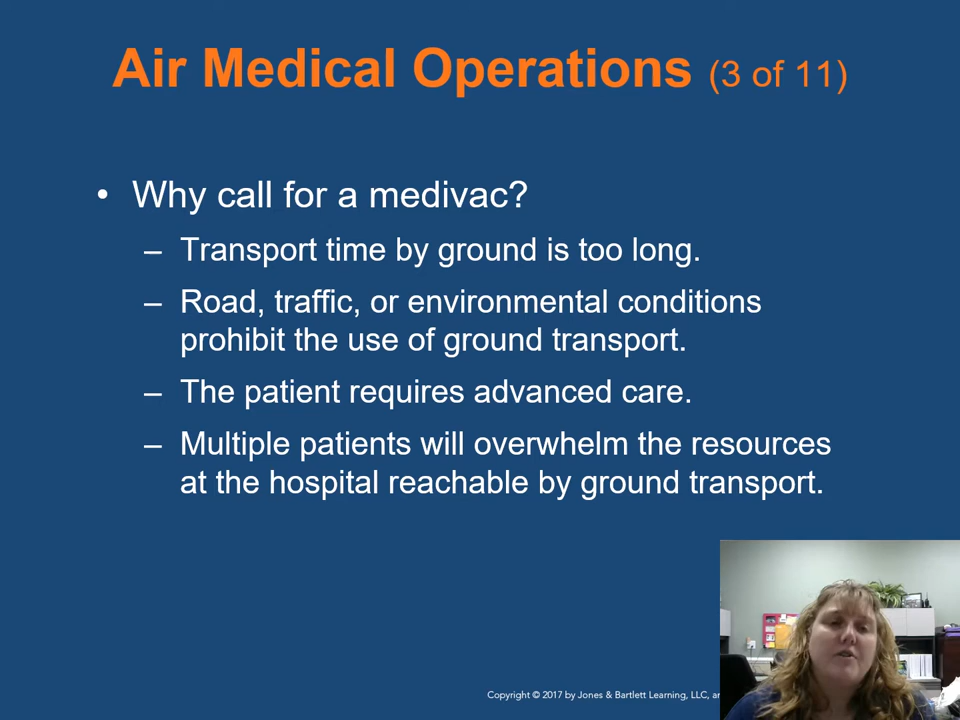 Air Medical Operations (3 of 11)
• Why call for a medivac?
– Transport time by ground is too long.
– Road, traffic, or environmental conditions
prohibit the use of ground transport.
– The patient requires advanced care.
– Multiple patients will overwhelm the resources
at the hospital reachable by ground transport.
Copyright © 2017 by Jones & Bartlett Learning, LLC,